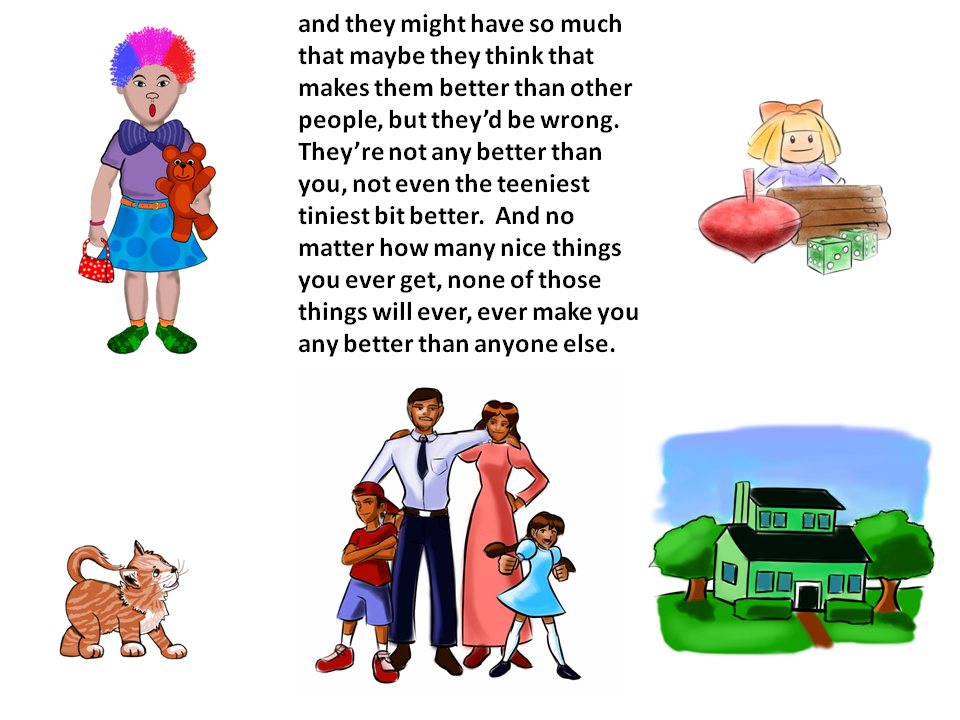 and they might have so much
that maybe they think that
makes them better than other
people, but they’d be wrong.
They’re not any better than
you, not even the teeniest
tiniest bit better.  And no
matter how many nice things
you ever get, none of those
things will ever, ever make you
any better than anyone else.